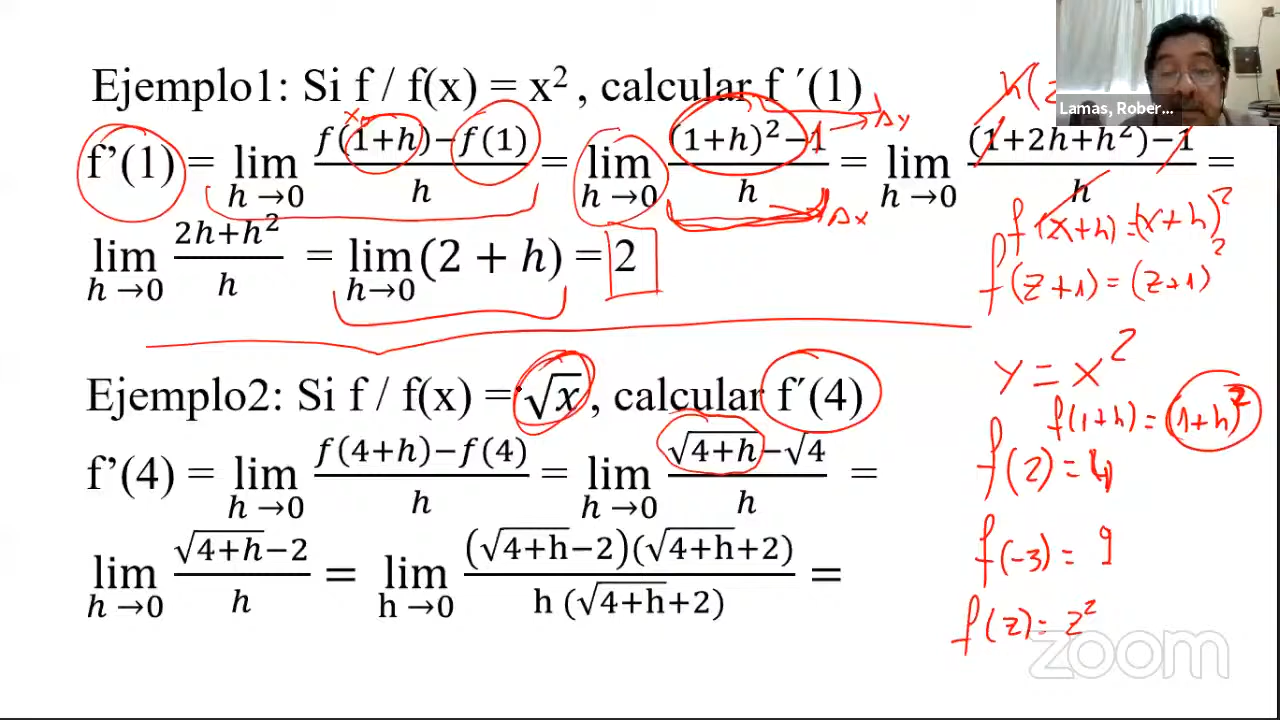 Ejemplo1: Si f / f(x) = x², calcular f ´(1)
h(2
Lamas, Rober...
x₀
f’(1) = lim h→0 f(1+h)−f(1) / h = lim h→0 (1+h)²−1 / h = lim h→0 (1+2h+h²)−1 / h =
Δy
Δx
f(x+h)=(x+h)²
lim h→0 2h+h² / h = lim h→0 (2 + h) = 2
f(z+1)=(z+1)²
y = x²
Ejemplo2: Si f / f(x) = √x , calcular f´(4)
f(1+h) = (1+h)²
f’(4) = lim h→0 f(4+h)−f(4) / h = lim h→0 √4+h−√4 / h =
f(2)=4
lim h→0 √4+h−2 / h = lim h→0 (√4+h−2)(√4+h+2) / h (√4+h+2) =
f(-3)= 9
f(z)= z²
zoom